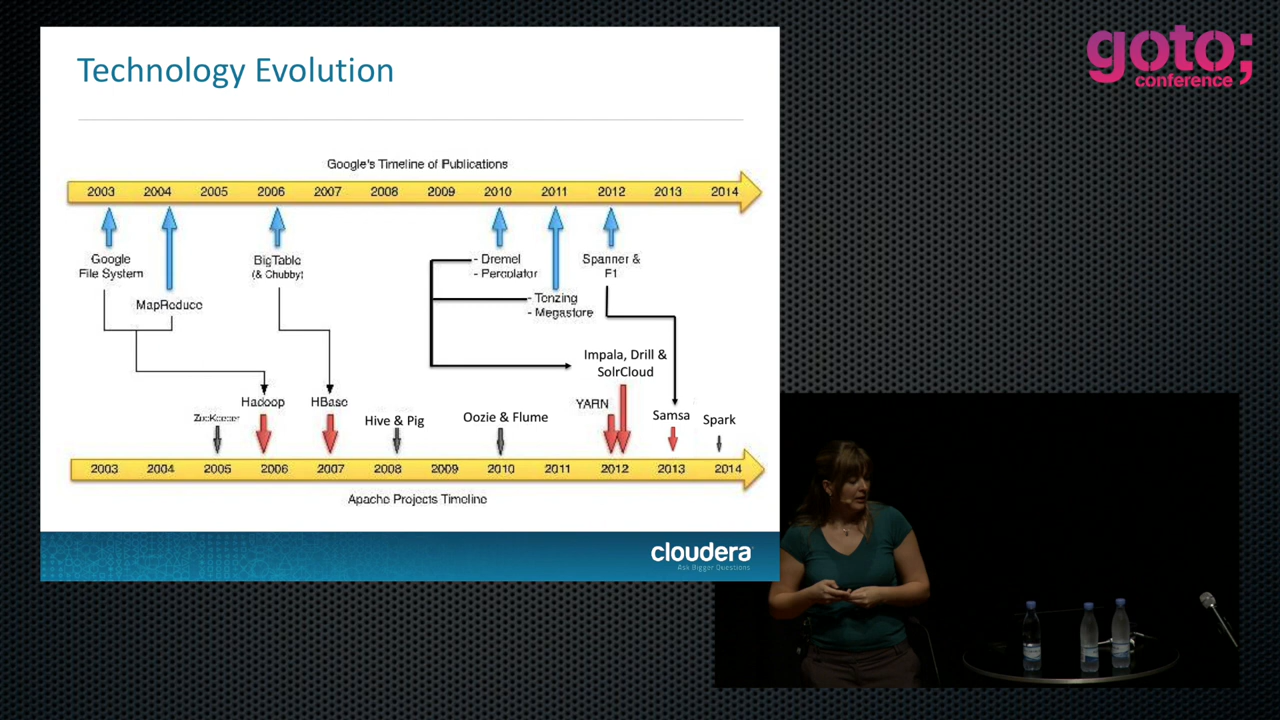 goto;
conference
Technology Evolution
Google's Timeline of Publications
2003 2004 2005 2006 2007 2008 2009 2010 2011 2012 2013 2014
Google
File System
MapReduce
BigTable
(& Chubby)
- Dremel
- Percolator
- Tenzing
- Megastore
Spanner &
F1
Impala, Drill &
SolrCloud
ZooKeeper
Hadoop
HBase
Hive & Pig
Oozie & Flume
YARN
Samsa
Spark
2003 2004 2005 2006 2007 2008 2009 2010 2011 2012 2013 2014
Apache Projects Timeline
cloudera
Ask Bigger Questions